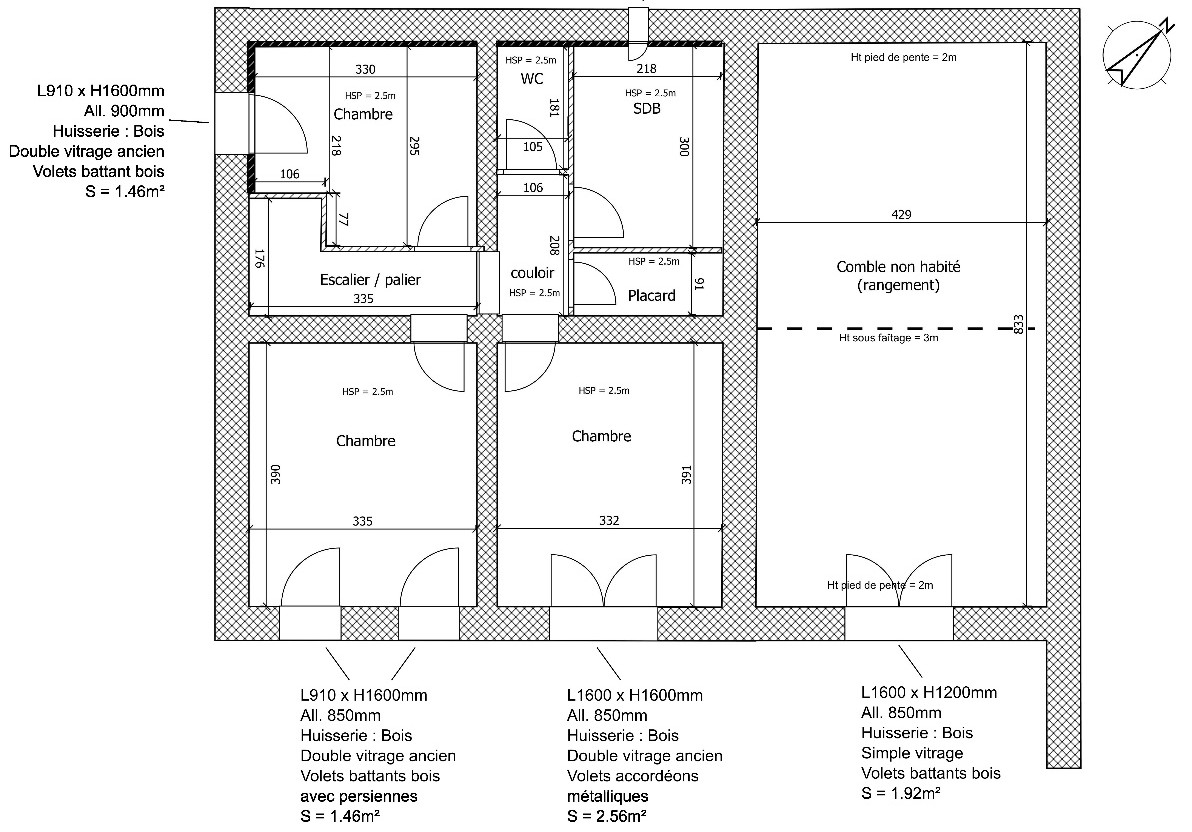 N
Ht pied de pente = 2m
HSP = 2.5m
WC
330
218
HSP = 2.5m
Chambre
HSP = 2.5m
SDB
181
L910 x H1600mm
All. 900mm
Huisserie : Bois
Double vitrage ancien
Volets battant bois
S = 1.46m²
218
295
105
300
106
106
77
429
208
176
Escalier / palier
335
couloir
HSP = 2.5m
HSP = 2.5m
Placard
91
Comble non habité
(rangement)
833
Ht sous faîtage = 3m
HSP = 2.5m
Chambre
390
335
HSP = 2.5m
Chambre
391
332
Ht pied de pente = 2m
L910 x H1600mm
All. 850mm
Huisserie : Bois
Double vitrage ancien
Volets battants bois
avec persiennes
S = 1.46m²
L1600 x H1600mm
All. 850mm
Huisserie : Bois
Double vitrage ancien
Volets accordéons
métalliques
S = 2.56m²
L1600 x H1200mm
All. 850mm
Huisserie : Bois
Simple vitrage
Volets battants bois
S = 1.92m²